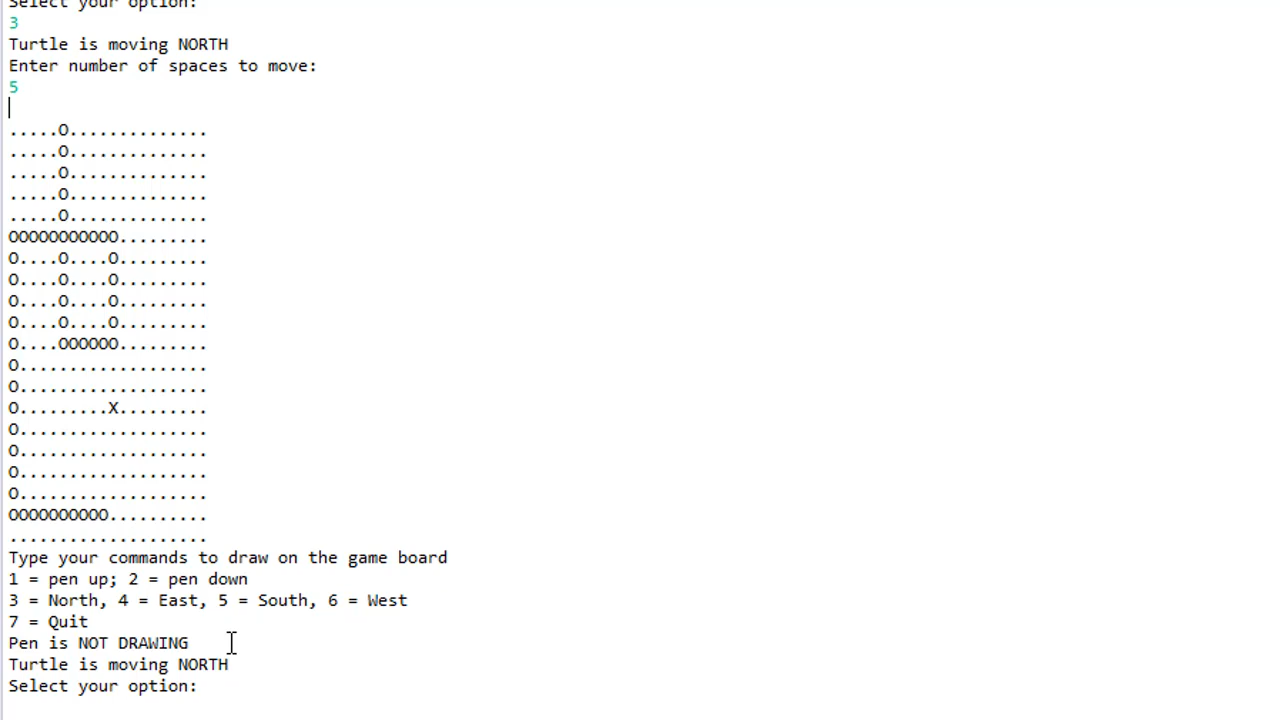 Select your option:
3
Turtle is moving NORTH
Enter number of spaces to move:
5
.....O..............
.....O..............
.....O..............
.....O..............
.....O..............
OOOOOOOOOOO.........
O....O....O.........
O....O....O.........
O....O....O.........
O....O....O.........
O....OOOOOO.........
O...................
O...................
O.........X.........
O...................
O...................
O...................
O...................
OOOOOOOOOO..........
....................
Type your commands to draw on the game board
1 = pen up; 2 = pen down
3 = North, 4 = East, 5 = South, 6 = West
7 = Quit
Pen is NOT DRAWING
Turtle is moving NORTH
Select your option: